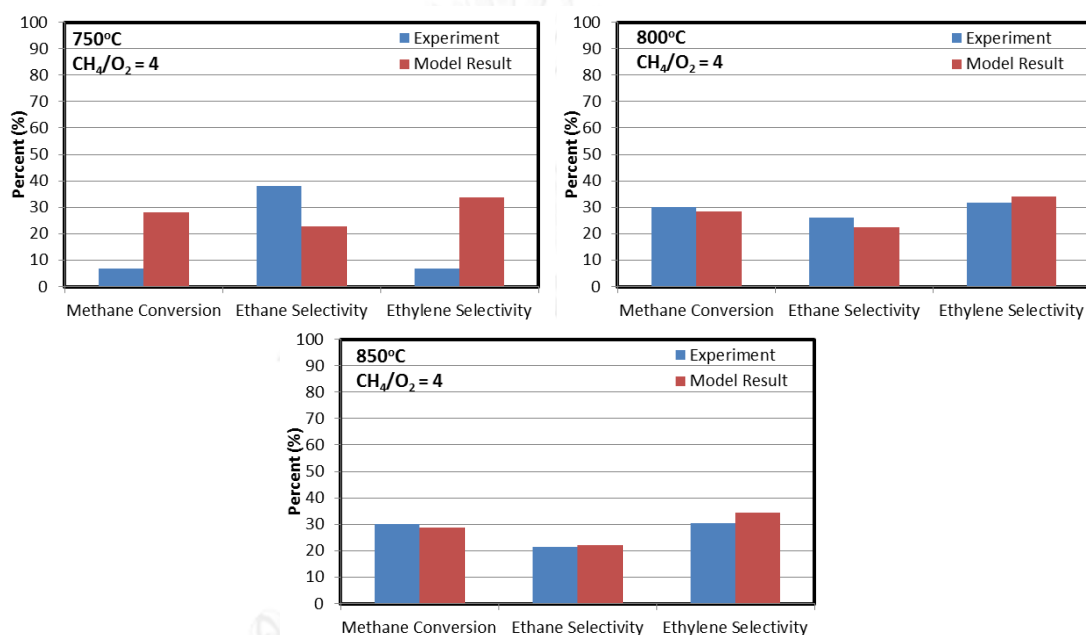 750°C
CH₄/O₂ = 4
Experiment
Model Result
Percent (%)
100
90
80
70
60
50
40
30
20
10
0
Methane Conversion Ethane Selectivity Ethylene Selectivity
800°C
CH₄/O₂ = 4
Experiment
Model Result
Percent (%)
100
90
80
70
60
50
40
30
20
10
0
Methane Conversion Ethane Selectivity Ethylene Selectivity
850°C
CH₄/O₂ = 4
Experiment
Model Result
Percent (%)
100
90
80
70
60
50
40
30
20
10
0
Methane Conversion Ethane Selectivity Ethylene Selectivity